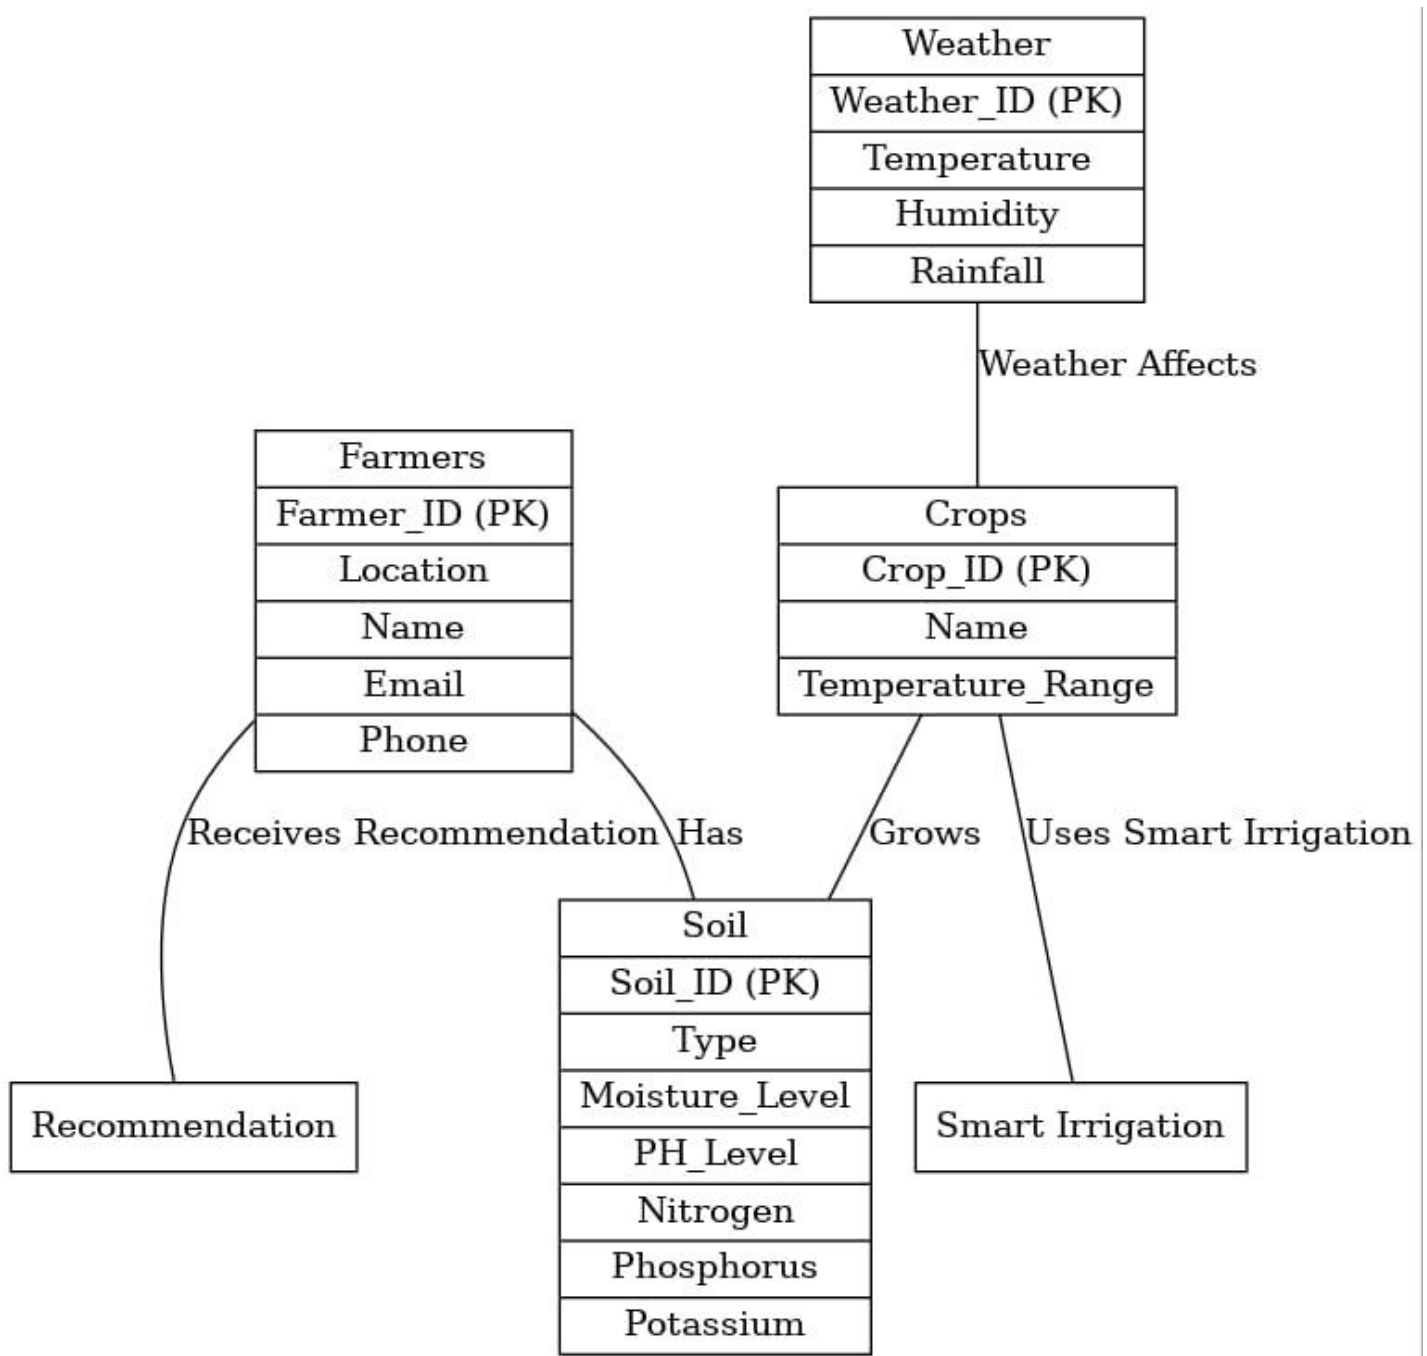 Weather
Weather_ID (PK)
Temperature
Humidity
Rainfall
Weather Affects
Farmers
Farmer_ID (PK)
Location
Name
Email
Phone
Crops
Crop_ID (PK)
Name
Temperature_Range
Receives Recommendation
Has
Grows
Uses Smart Irrigation
Recommendation
Soil
Soil_ID (PK)
Type
Moisture_Level
PH_Level
Nitrogen
Phosphorus
Potassium
Smart Irrigation